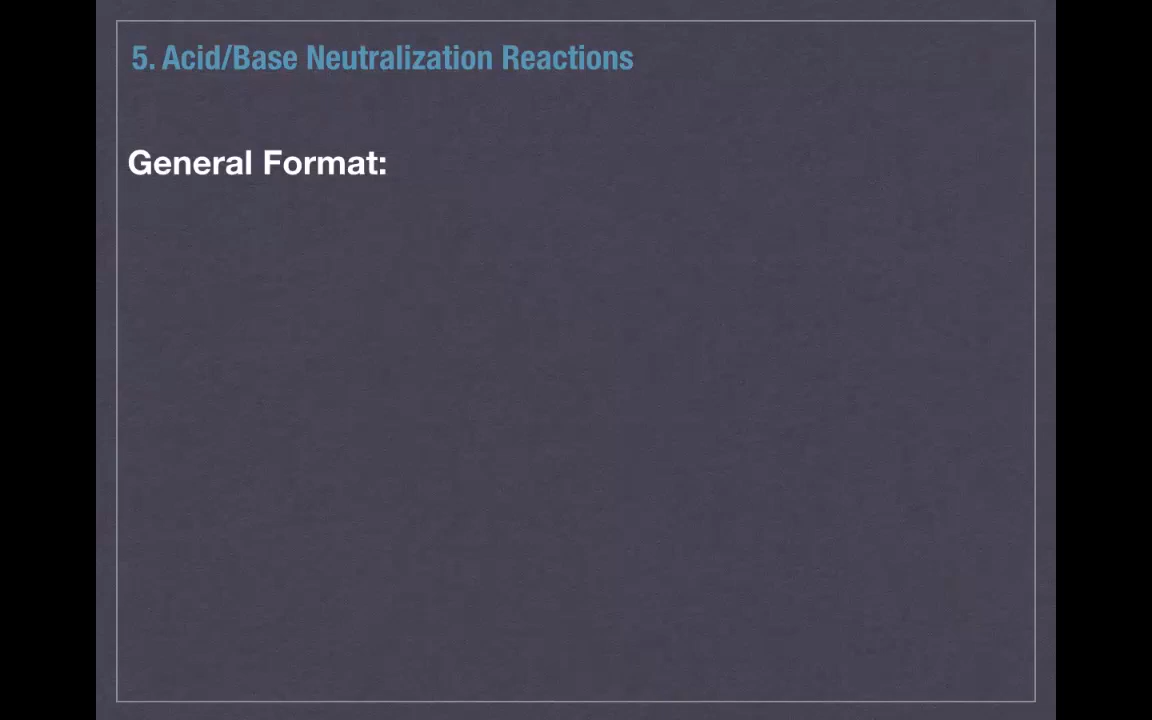 5. Acid/Base Neutralization Reactions
General Format: